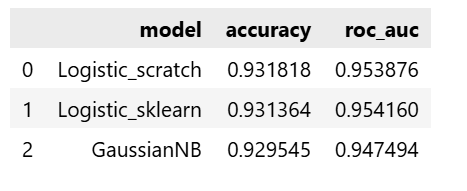 model accuracy roc_auc
0 Logistic_scratch 0.931818 0.953876
1 Logistic_sklearn 0.931364 0.954160
2 GaussianNB 0.929545 0.947494